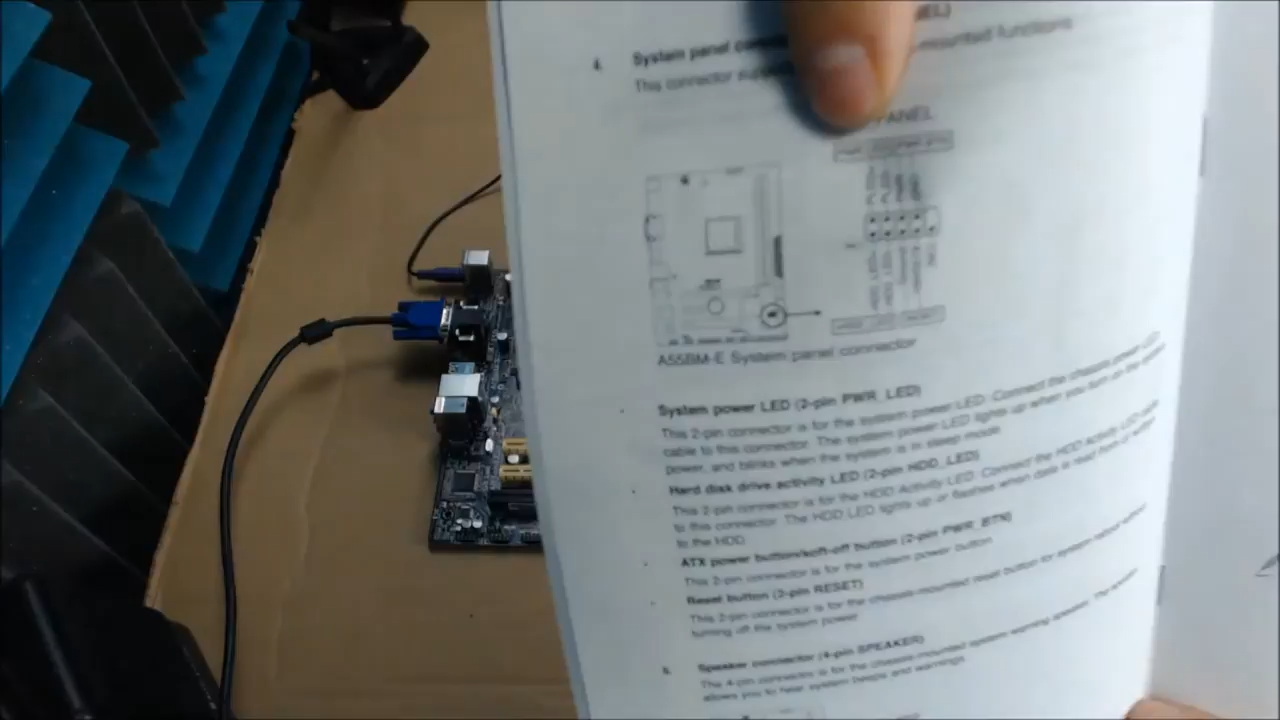 4. System panel
mounted functions
This connector
PANEL
A55BM-E System panel connector
System power LED (2-pin PWR_LED)
This 2-pin connector is for the system power LED. Connect the chassis power LED
cable to this connector. The system power LED lights up when you turn on the system
power, and blinks when the system is in sleep mode.
Hard disk drive activity LED (2-pin HDD_LED)
This 2-pin connector is for the HDD Activity LED. Connect the HDD Activity LED cable
to this connector. The HDD LED lights up or flashes when data is read from or written
to the HDD.
ATX power button/soft-off button (2-pin PWR_BTN)
This 2-pin connector is for the system power button.
Reset button (2-pin RESET)
This 2-pin connector is for the chassis-mounted reset button for system reboot without
turning off the system power.
5. Speaker connector (4-pin SPEAKER)
The 4-pin connector is for the chassis-mounted system warning speaker. The speaker
allows you to hear system beeps and warnings.